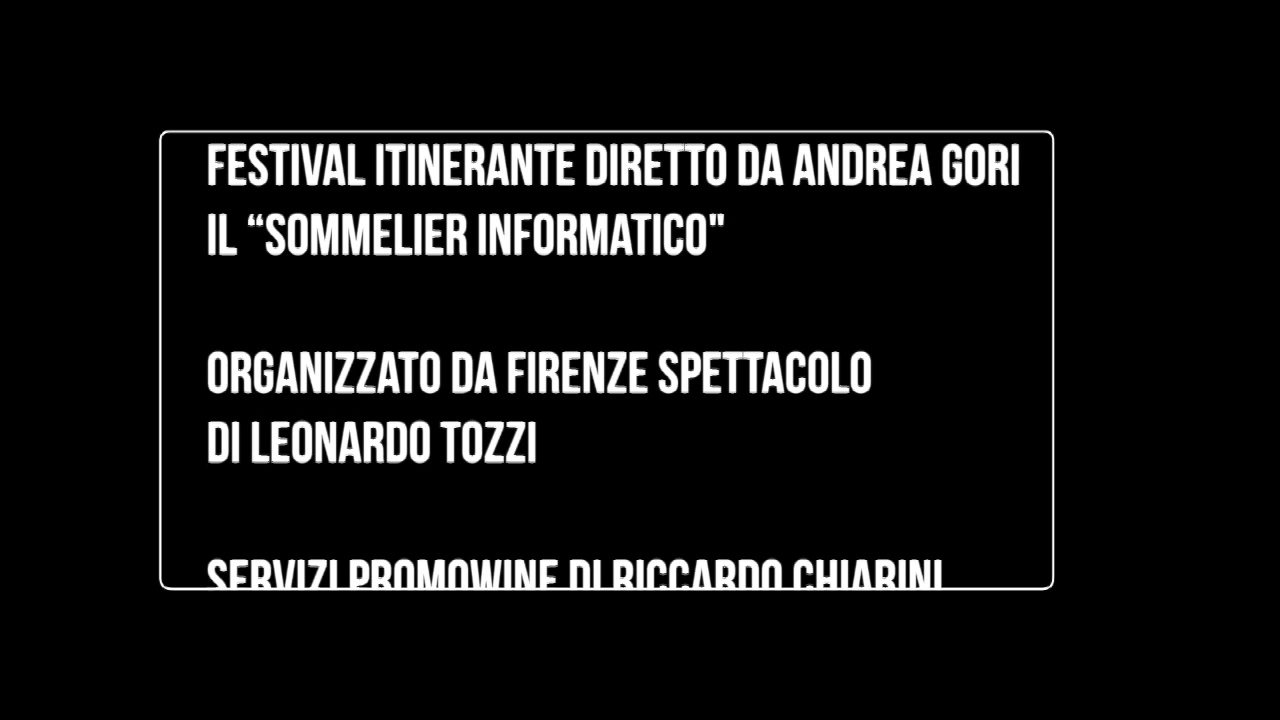 FESTIVAL ITINERANTE DIRETTO DA ANDREA GORI
IL “SOMMELIER INFORMATICO"
ORGANIZZATO DA FIRENZE SPETTACOLO
DI LEONARDO TOZZI
SERVIZI PROMOWINE DI RICCARDO CHIARINI